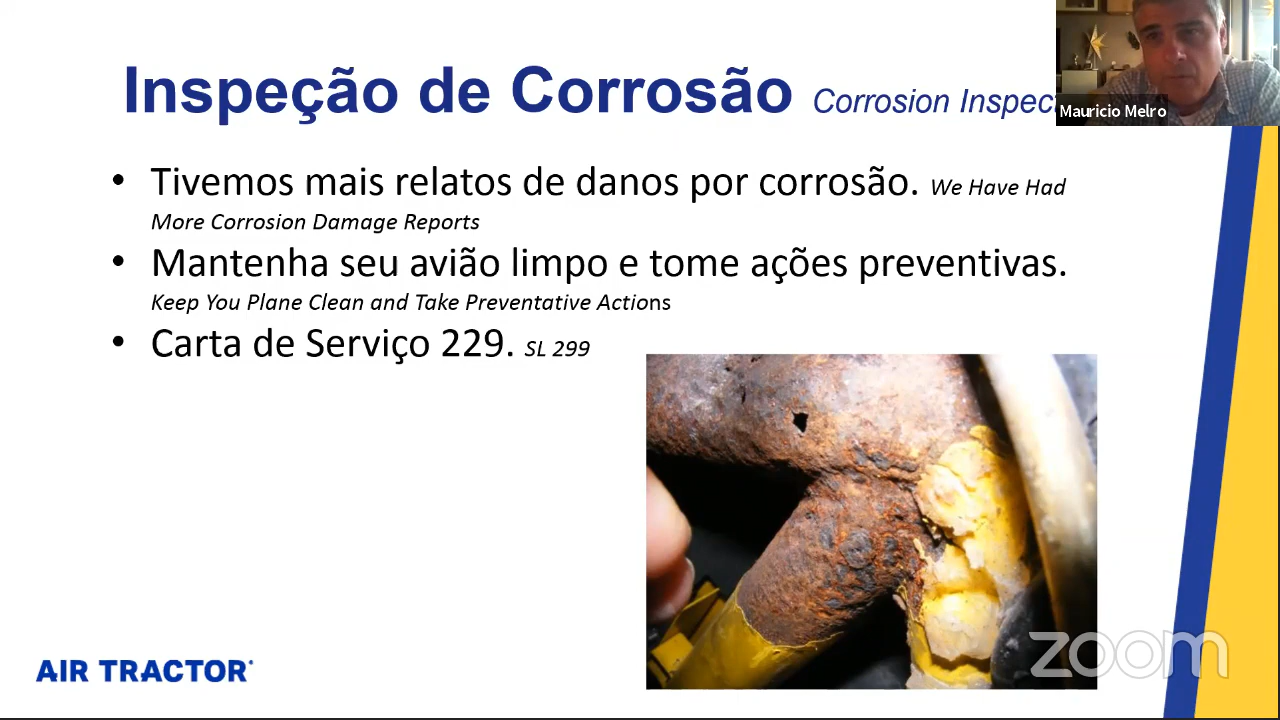 Inspeção de Corrosão Corrosion Inspec
Mauricio Melro
• Tivemos mais relatos de danos por corrosão. We Have Had
More Corrosion Damage Reports
• Mantenha seu avião limpo e tome ações preventivas.
Keep You Plane Clean and Take Preventative Actions
• Carta de Serviço 229. SL 299
AIR TRACTOR
zoom